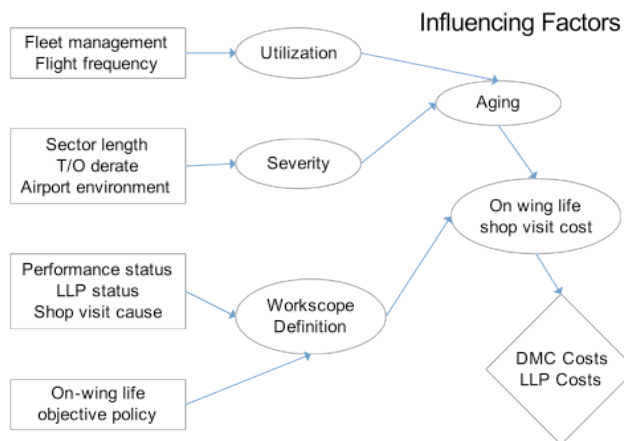 Influencing Factors
Fleet management
Flight frequency
Utilization
Aging
Sector length
T/O derate
Airport environment
Severity
On wing life
shop visit cost
Performance status
LLP status
Shop visit cause
Workscope
Definition
DMC Costs
LLP Costs
On-wing life
objective policy